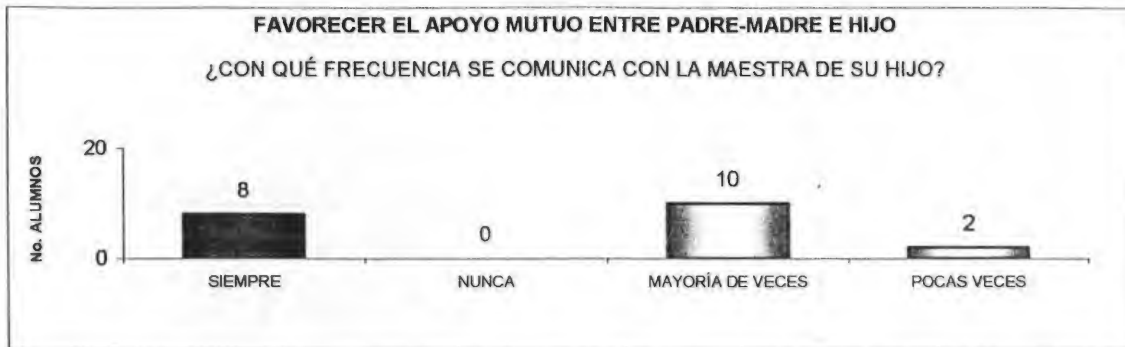 FAVORECER EL APOYO MUTUO ENTRE PADRE-MADRE E HIJO
¿CON QUÉ FRECUENCIA SE COMUNICA CON LA MAESTRA DE SU HIJO?
No. ALUMNOS
20
0
8
0
10
2
SIEMPRE
NUNCA
MAYORÍA DE VECES
POCAS VECES